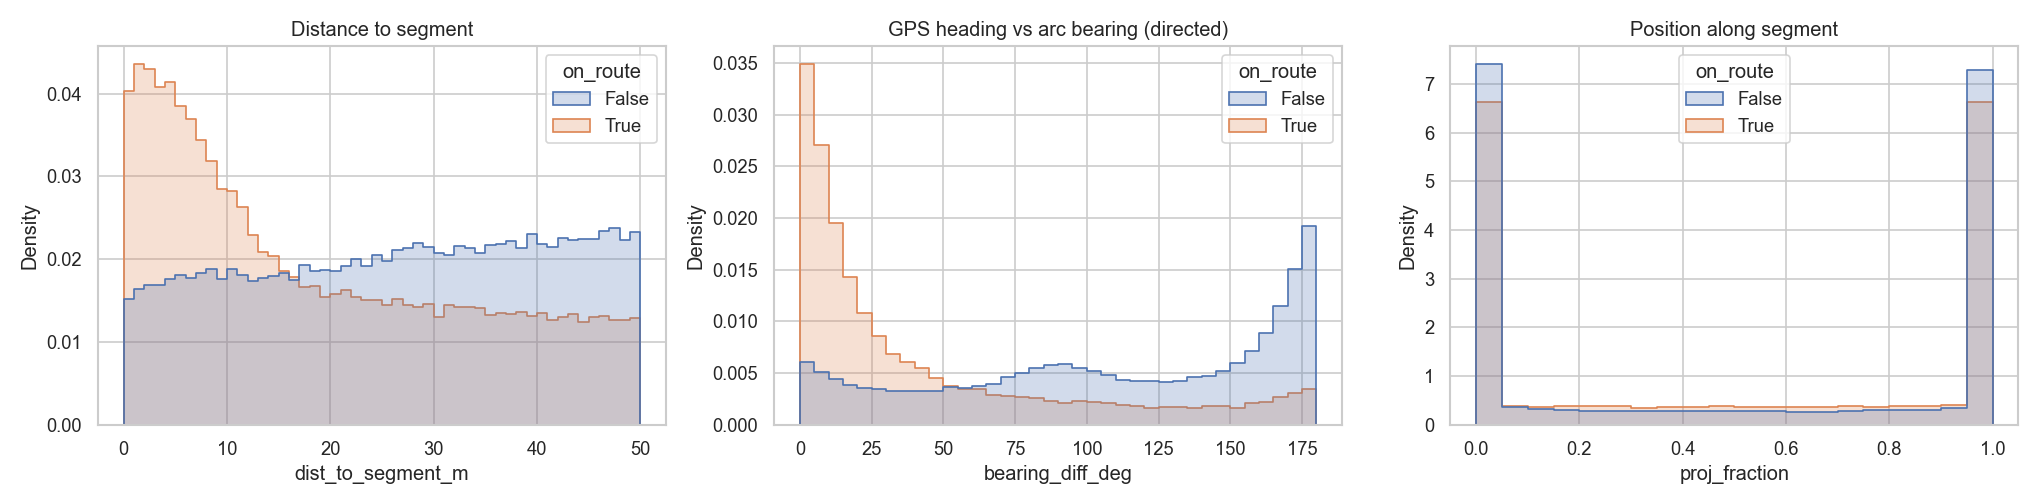 Distance to segment
Density
0.04
0.03
0.02
0.01
0.00
on_route
False
True
0 10 20 30 40 50
dist_to_segment_m
GPS heading vs arc bearing (directed)
Density
0.035
0.030
0.025
0.020
0.015
0.010
0.005
0.000
on_route
False
True
0 25 50 75 100 125 150 175
bearing_diff_deg
Position along segment
Density
7
6
5
4
3
2
1
0
on_route
False
True
0.0 0.2 0.4 0.6 0.8 1.0
proj_fraction